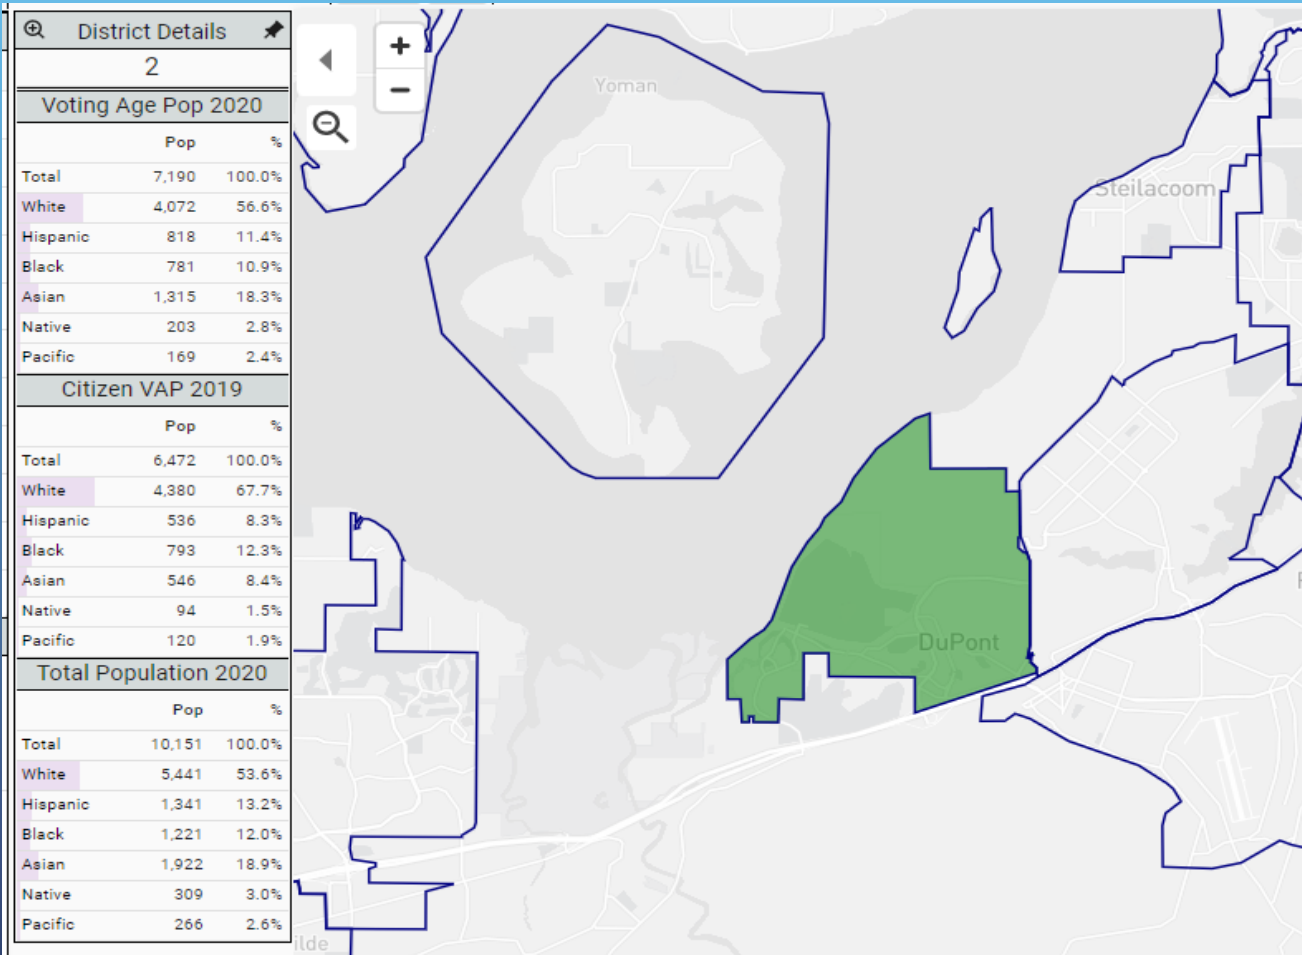 District Details
2
Voting Age Pop 2020
Pop %
Total 7,190 100.0%
White 4,072 56.6%
Hispanic 818 11.4%
Black 781 10.9%
Asian 1,315 18.3%
Native 203 2.8%
Pacific 169 2.4%
Citizen VAP 2019
Pop %
Total 6,472 100.0%
White 4,380 67.7%
Hispanic 536 8.3%
Black 793 12.3%
Asian 546 8.4%
Native 94 1.5%
Pacific 120 1.9%
Total Population 2020
Pop %
Total 10,151 100.0%
White 5,441 53.6%
Hispanic 1,341 13.2%
Black 1,221 12.0%
Asian 1,922 18.9%
Native 309 3.0%
Pacific 266 2.6%
+
−
Yoman
Steilacoom
DuPont
ilde